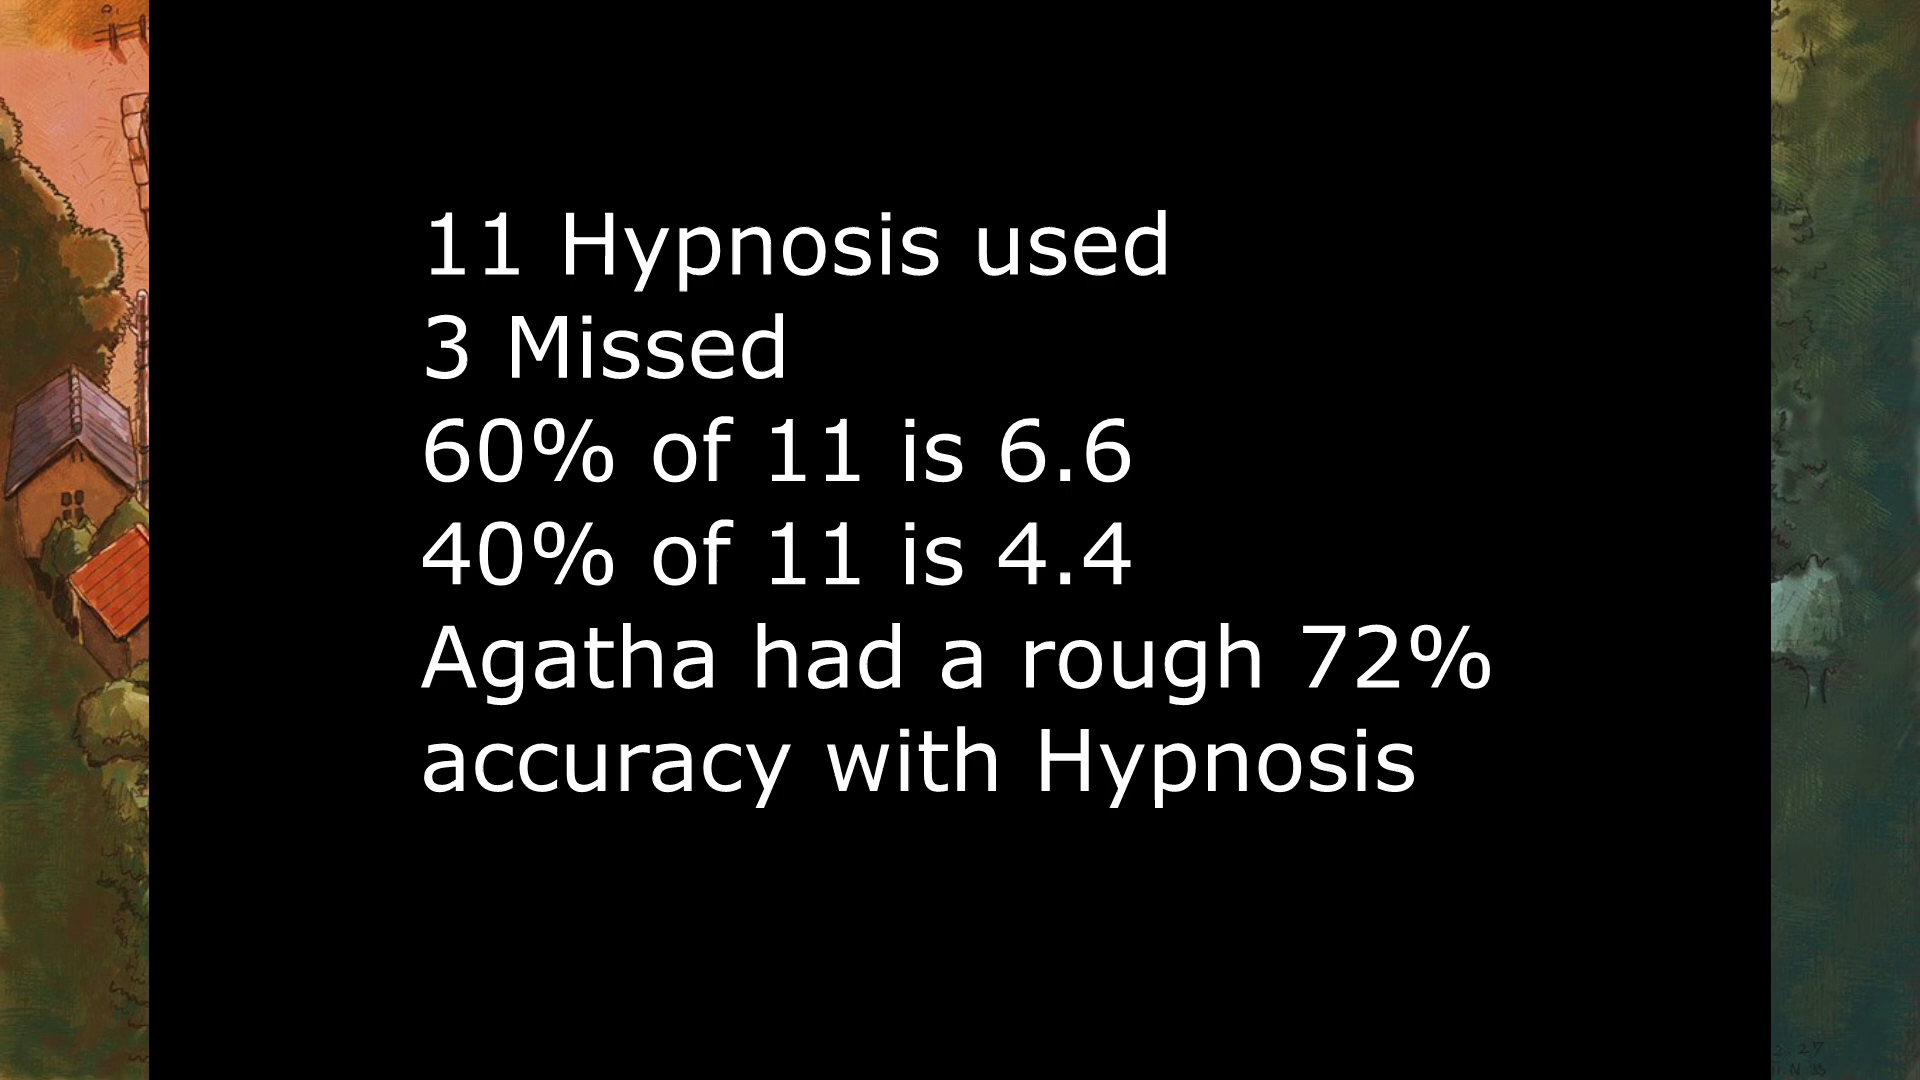 11 Hypnosis used
3 Missed
60% of 11 is 6.6
40% of 11 is 4.4
Agatha had a rough 72%
accuracy with Hypnosis